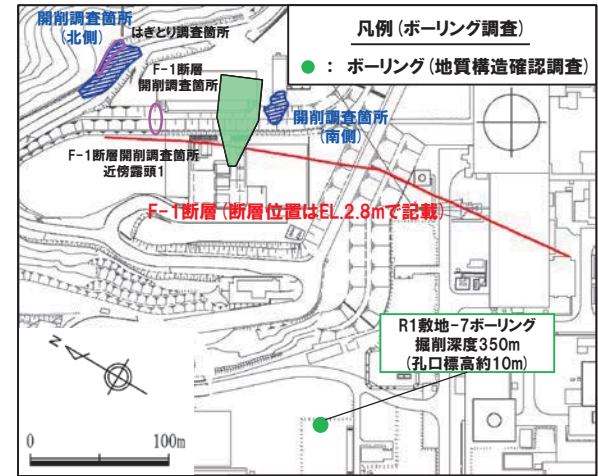 開削調査箇所
(北側)
はぎとり調査箇所
F-1断層
開削調査箇所
凡例(ボーリング調査)
● : ボーリング(地質構造確認調査)
開削調査箇所
(南側)
F-1断層開削調査箇所
近傍露頭1
F-1断層(断層位置はEL.2.8mで記載)
R1敷地-7ボーリング
掘削深度350m
(孔口標高約10m)
N
0 100m